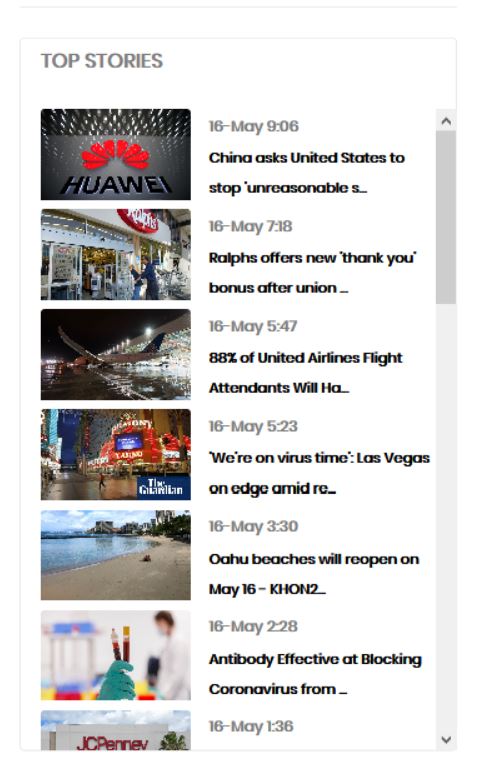 TOP STORIES
HUAWEI
16-May 9:06
China asks United States to
stop 'unreasonable s...
Ralphs
16-May 7:18
Ralphs offers new 'thank you'
bonus after union ...
16-May 5:47
88% of United Airlines Flight
Attendants Will Ha...
The
Guardian
16-May 5:23
'We're on virus time': Las Vegas
on edge amid re...
16-May 3:30
Oahu beaches will reopen on
May 16 - KHON2...
16-May 2:28
Antibody Effective at Blocking
Coronavirus from ...
JCPenney
16-May 1:36